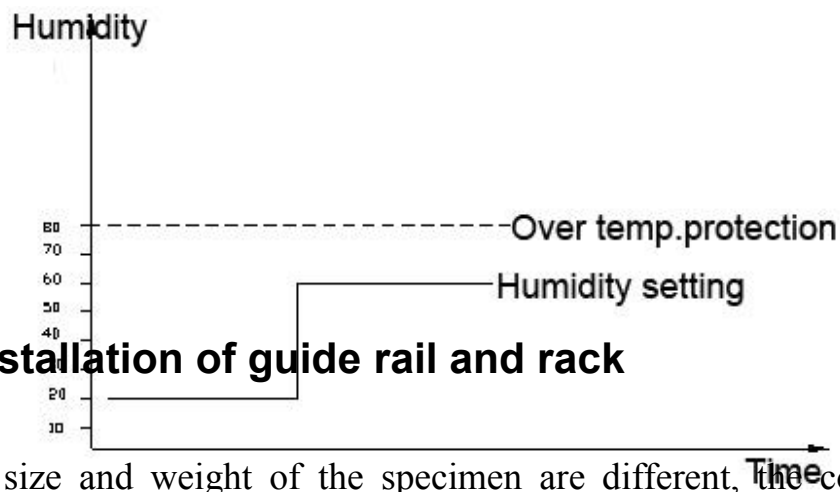 Humidity
80
Over temp.protection
70
60
Humidity setting
50
40
stallation of guide rail and rack
20
10
Time
size and weight of the specimen are different, the co